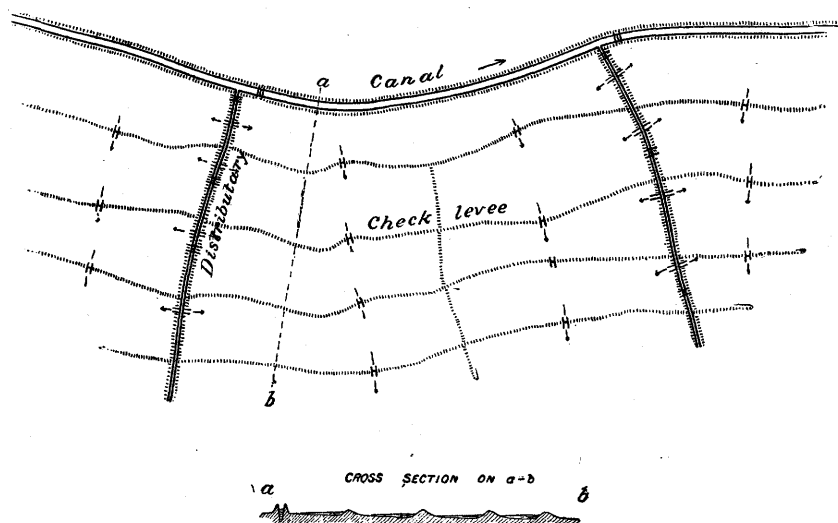 a
Canal
Distributary
Check levee
b
CROSS SECTION ON a-b
a
b